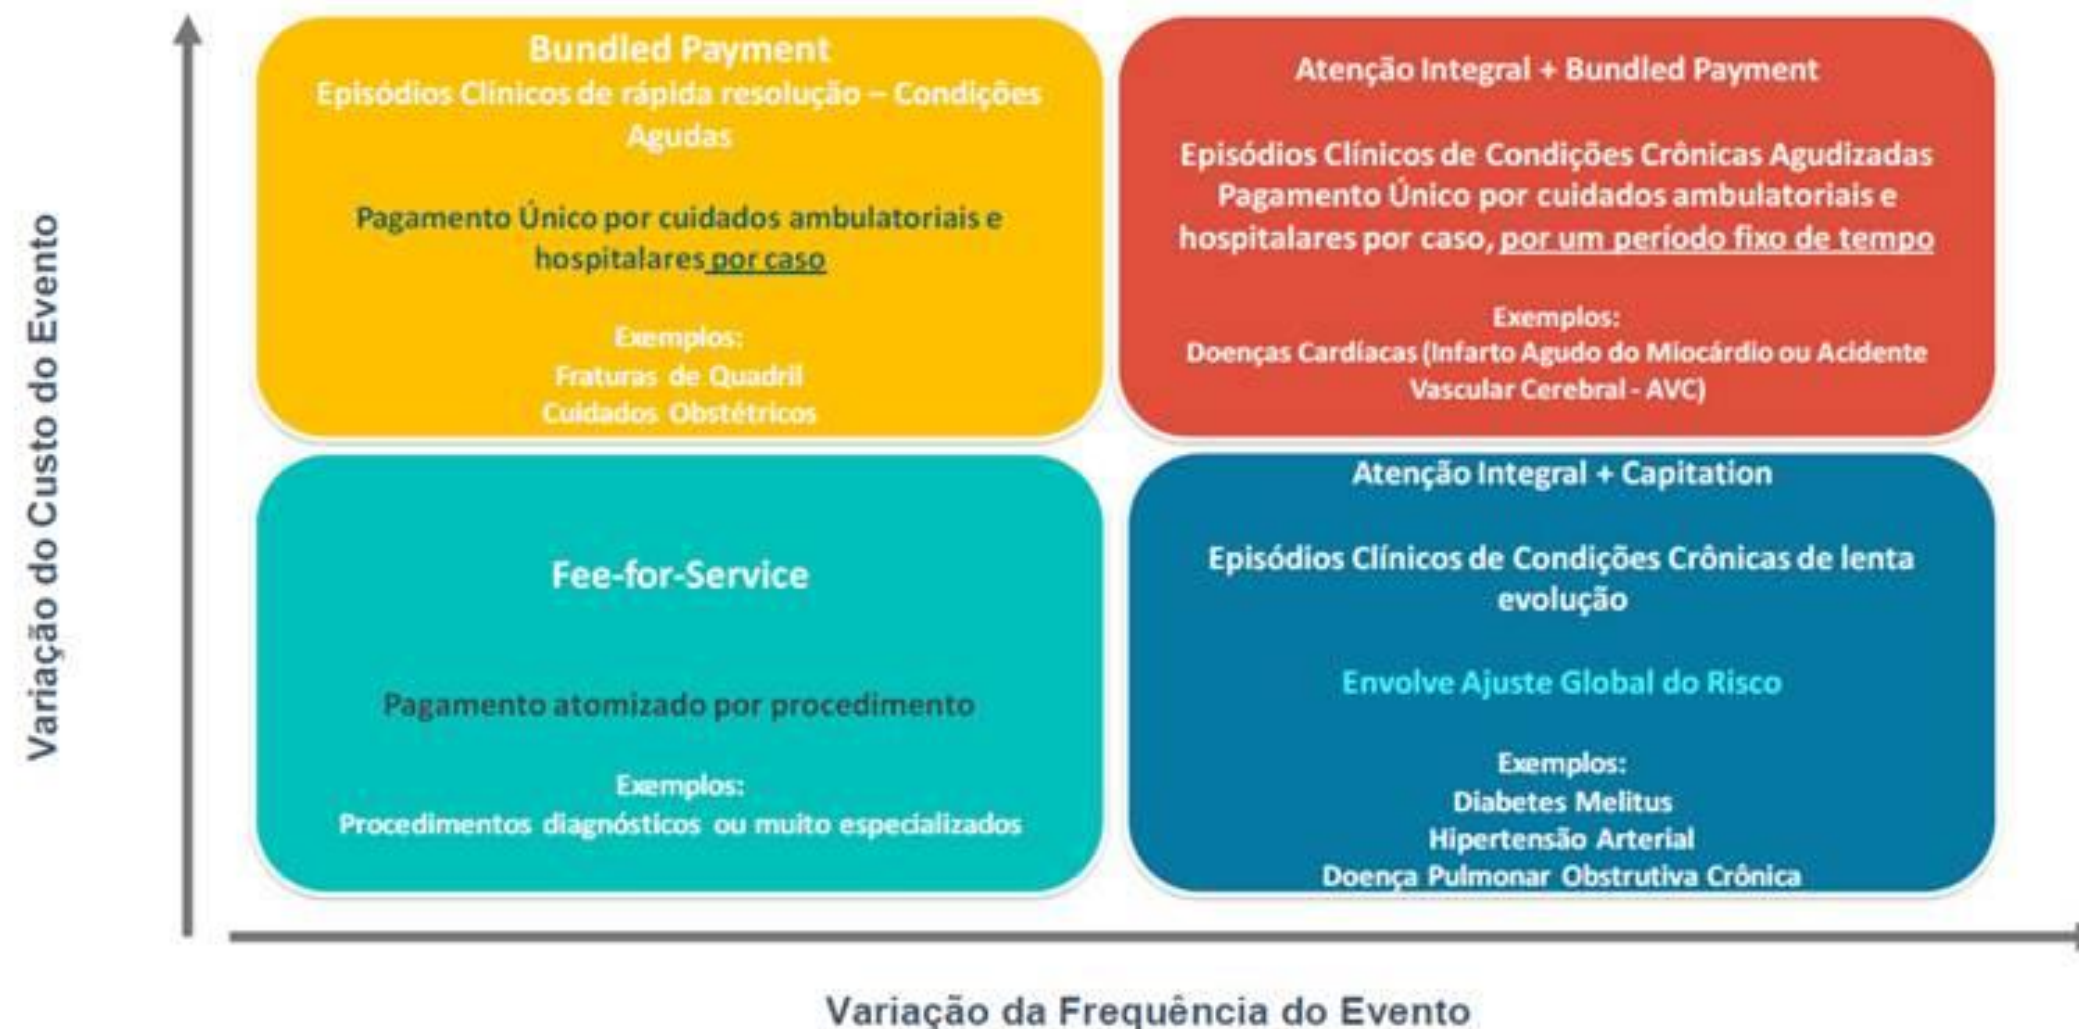 Variação do Custo do Evento
Bundled Payment
Episódios Clínicos de rápida resolução – Condições
Agudas
Pagamento Único por cuidados ambulatoriais e
hospitalares por caso
Exemplos:
Fraturas de Quadril
Cuidados Obstétricos
Atenção Integral + Bundled Payment
Episódios Clínicos de Condições Crônicas Agudizadas
Pagamento Único por cuidados ambulatoriais e
hospitalares por caso, por um período fixo de tempo
Exemplos:
Doenças Cardíacas (Infarto Agudo do Miocárdio ou Acidente
Vascular Cerebral - AVC)
Fee-for-Service
Pagamento atomizado por procedimento
Exemplos:
Procedimentos diagnósticos ou muito especializados
Atenção Integral + Capitation
Episódios Clínicos de Condições Crônicas de lenta
evolução
Envolve Ajuste Global do Risco
Exemplos:
Diabetes Melitus
Hipertensão Arterial
Doença Pulmonar Obstrutiva Crônica
Variação da Frequência do Evento